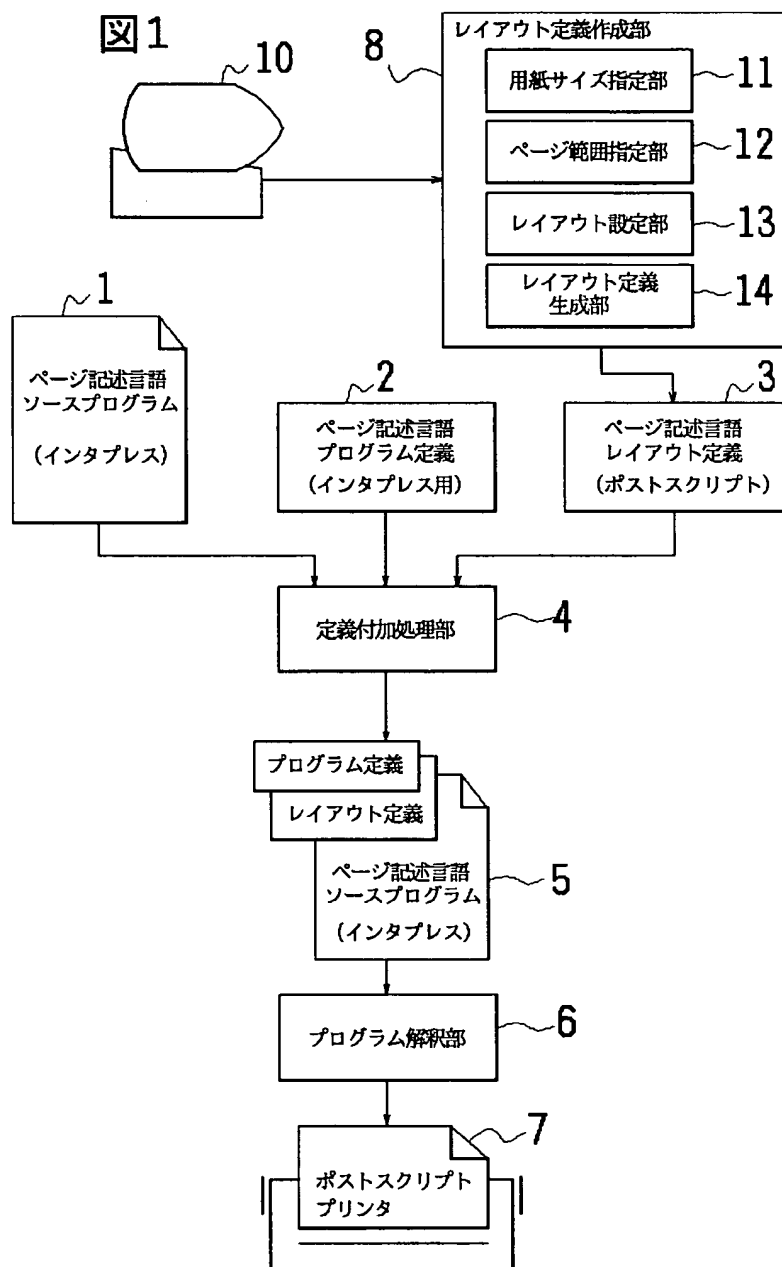 図1
10
8
レイアウト定義作成部
用紙サイズ指定部
11
ページ範囲指定部
12
レイアウト設定部
13
レイアウト定義
生成部
14
1
ページ記述言語
ソースプログラム
(インタプレス)
2
ページ記述言語
プログラム定義
(インタプレス用)
3
ページ記述言語
レイアウト定義
(ポストスクリプト)
定義付加処理部
4
プログラム定義
レイアウト定義
ページ記述言語
ソースプログラム
(インタプレス)
5
プログラム解釈部
6
7
ポストスクリプト
プリンタ